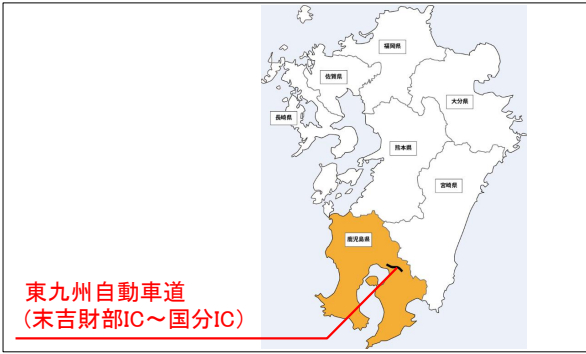 福岡県
佐賀県
大分県
長崎県
熊本県
宮崎県
鹿児島県
東九州自動車道
(末吉財部IC～国分IC)